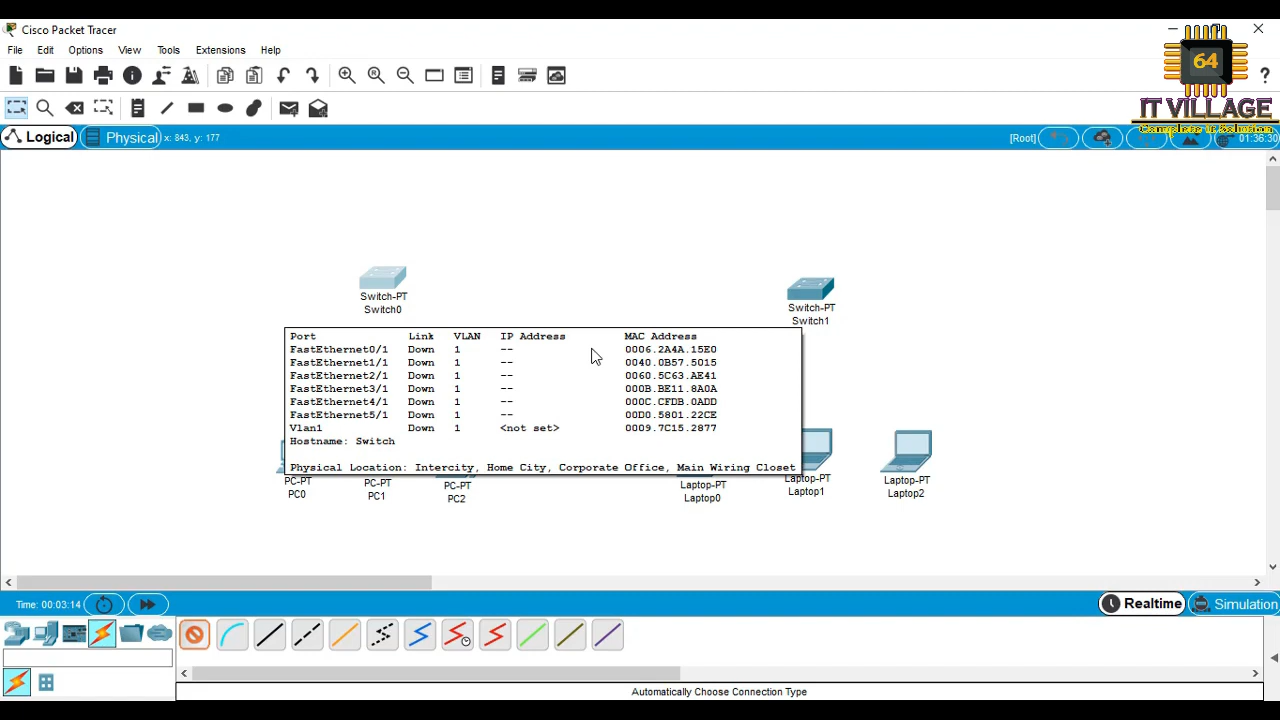 Cisco Packet Tracer
File Edit Options View Tools Extensions Help
64
?
IT VILLAGE
Complete It Solution
Logical Physical x: 843, y: 177 [Root] 01:36:30
Switch-PT
Switch0
Switch-PT
Switch1
Port Link VLAN IP Address MAC Address
FastEthernet0/1 Down 1 -- 0006.2A4A.15E0
FastEthernet1/1 Down 1 -- 0040.0B57.5015
FastEthernet2/1 Down 1 -- 0060.5C63.AE41
FastEthernet3/1 Down 1 -- 000B.BE11.8A0A
FastEthernet4/1 Down 1 -- 000C.CFDB.0ADD
FastEthernet5/1 Down 1 -- 00D0.5801.22CE
Vlan1 Down 1 <not set> 0009.7C15.2877
Hostname: Switch
Physical Location: Intercity, Home City, Corporate Office, Main Wiring Closet
PC-PT
PC0
PC-PT
PC1
PC-PT
PC2
Laptop-PT
Laptop0
Laptop-PT
Laptop1
Laptop-PT
Laptop2
Time: 00:03:14 Realtime Simulation
Automatically Choose Connection Type